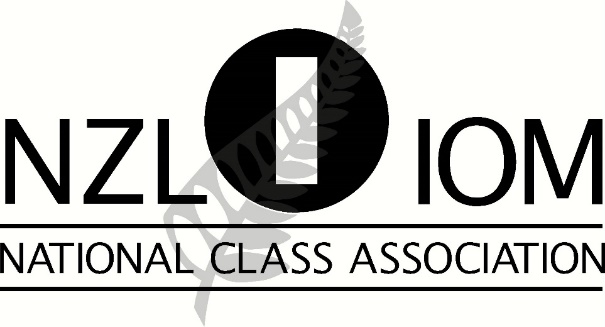 NZL I IOM
NATIONAL CLASS ASSOCIATION